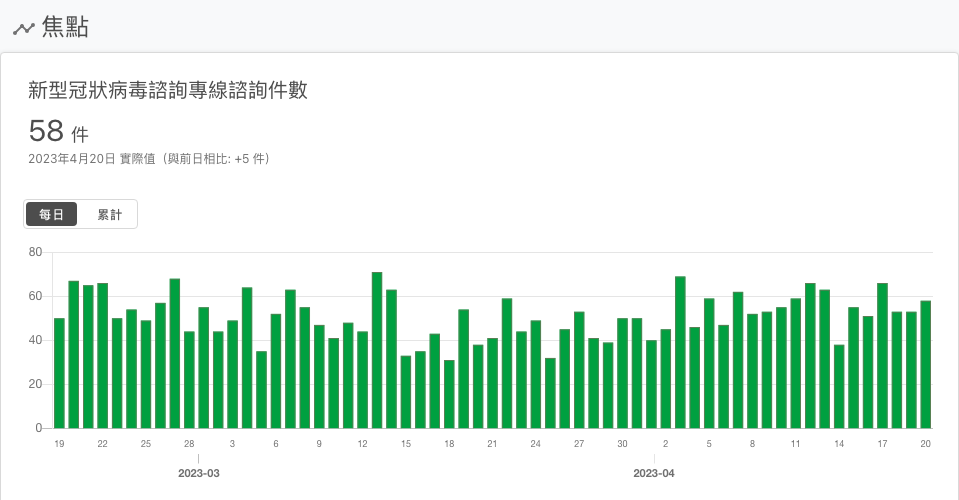 焦點
新型冠狀病毒諮詢專線諮詢件數
58 件
2023年4月20日 實際值（與前日相比: +5 件）
每日 累計
80
60
40
20
0
19 22 25 28 3 6 9 12 15 18 21 24 27 30 2 5 8 11 14 17 20
2023-03 2023-04